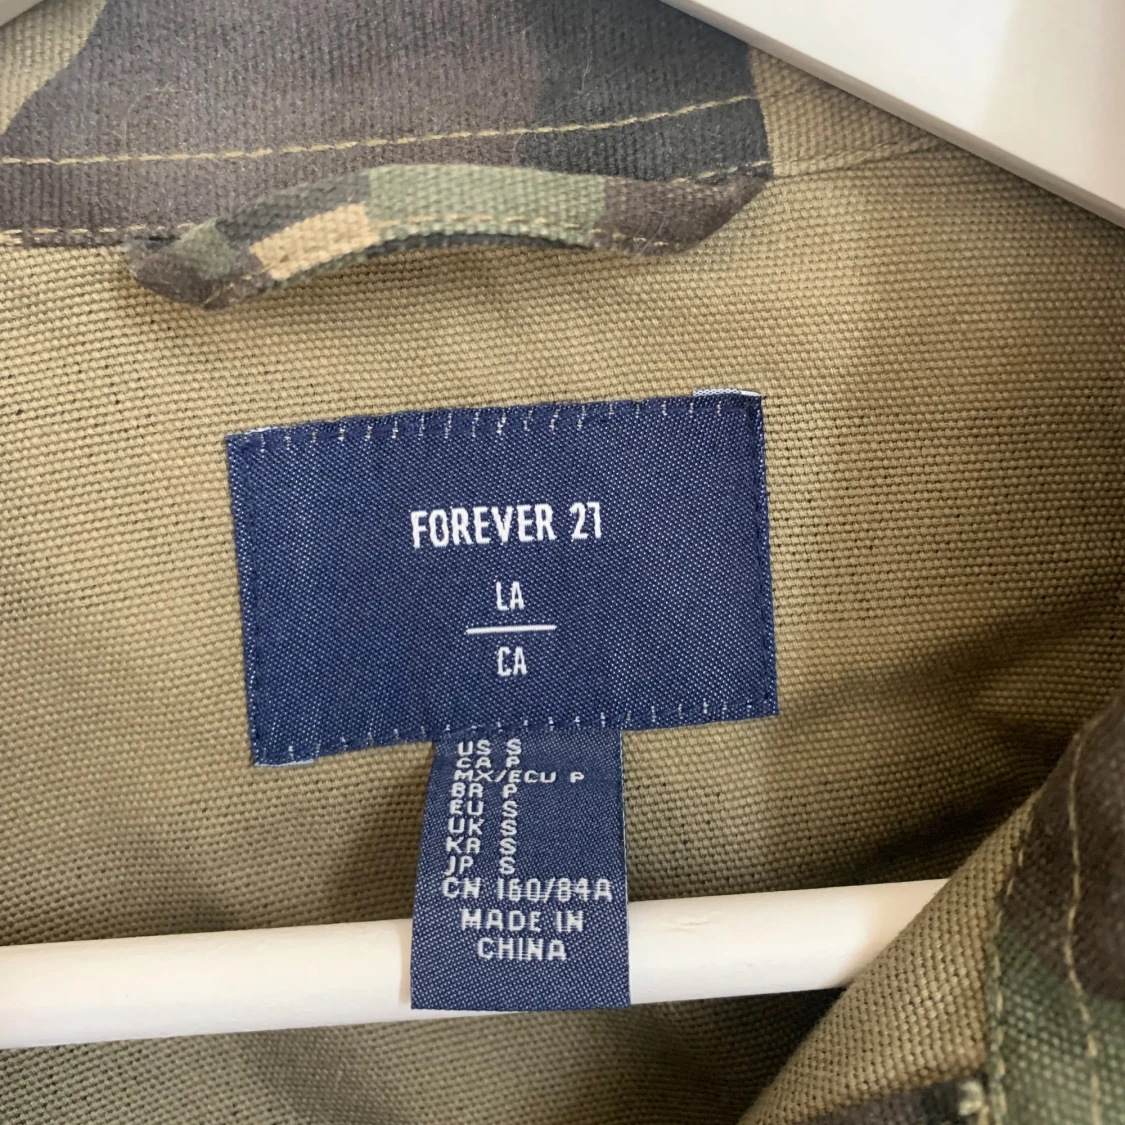 FOREVER 21
LA
CA
US S
CA P
MX/ECU P
BR P
EU S
UK S
KR S
JP S
CN 160/84A
MADE IN
CHINA